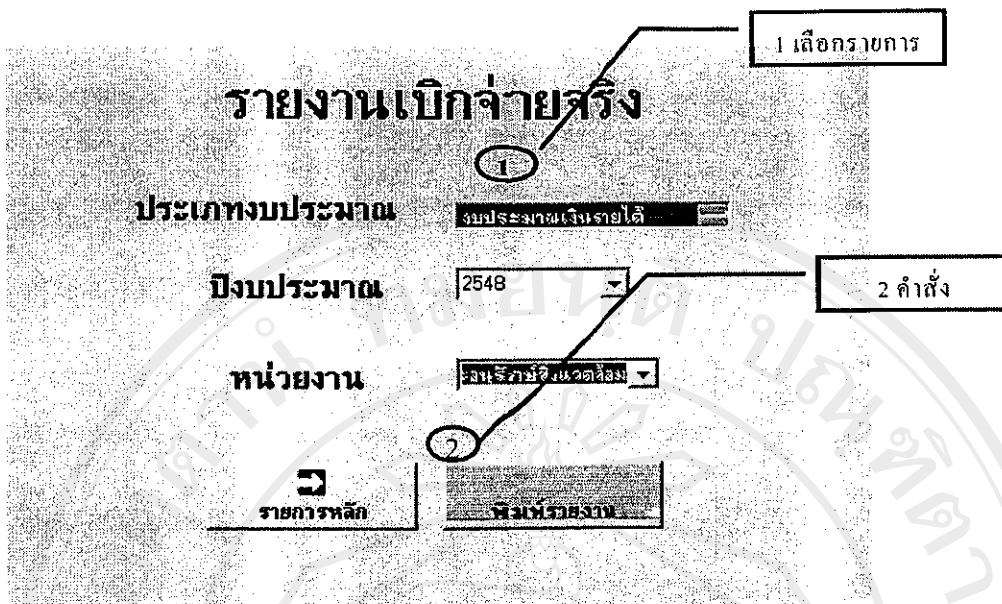 1 เลือกรายการ
รายงานเบิกจ่ายจริง
1
ประเภทงบประมาณ
งบประมาณเงินรายได้
ปีงบประมาณ
2548
2 คำสั่ง
หน่วยงาน
2
รายการหลัก
พิมพ์รายงาน